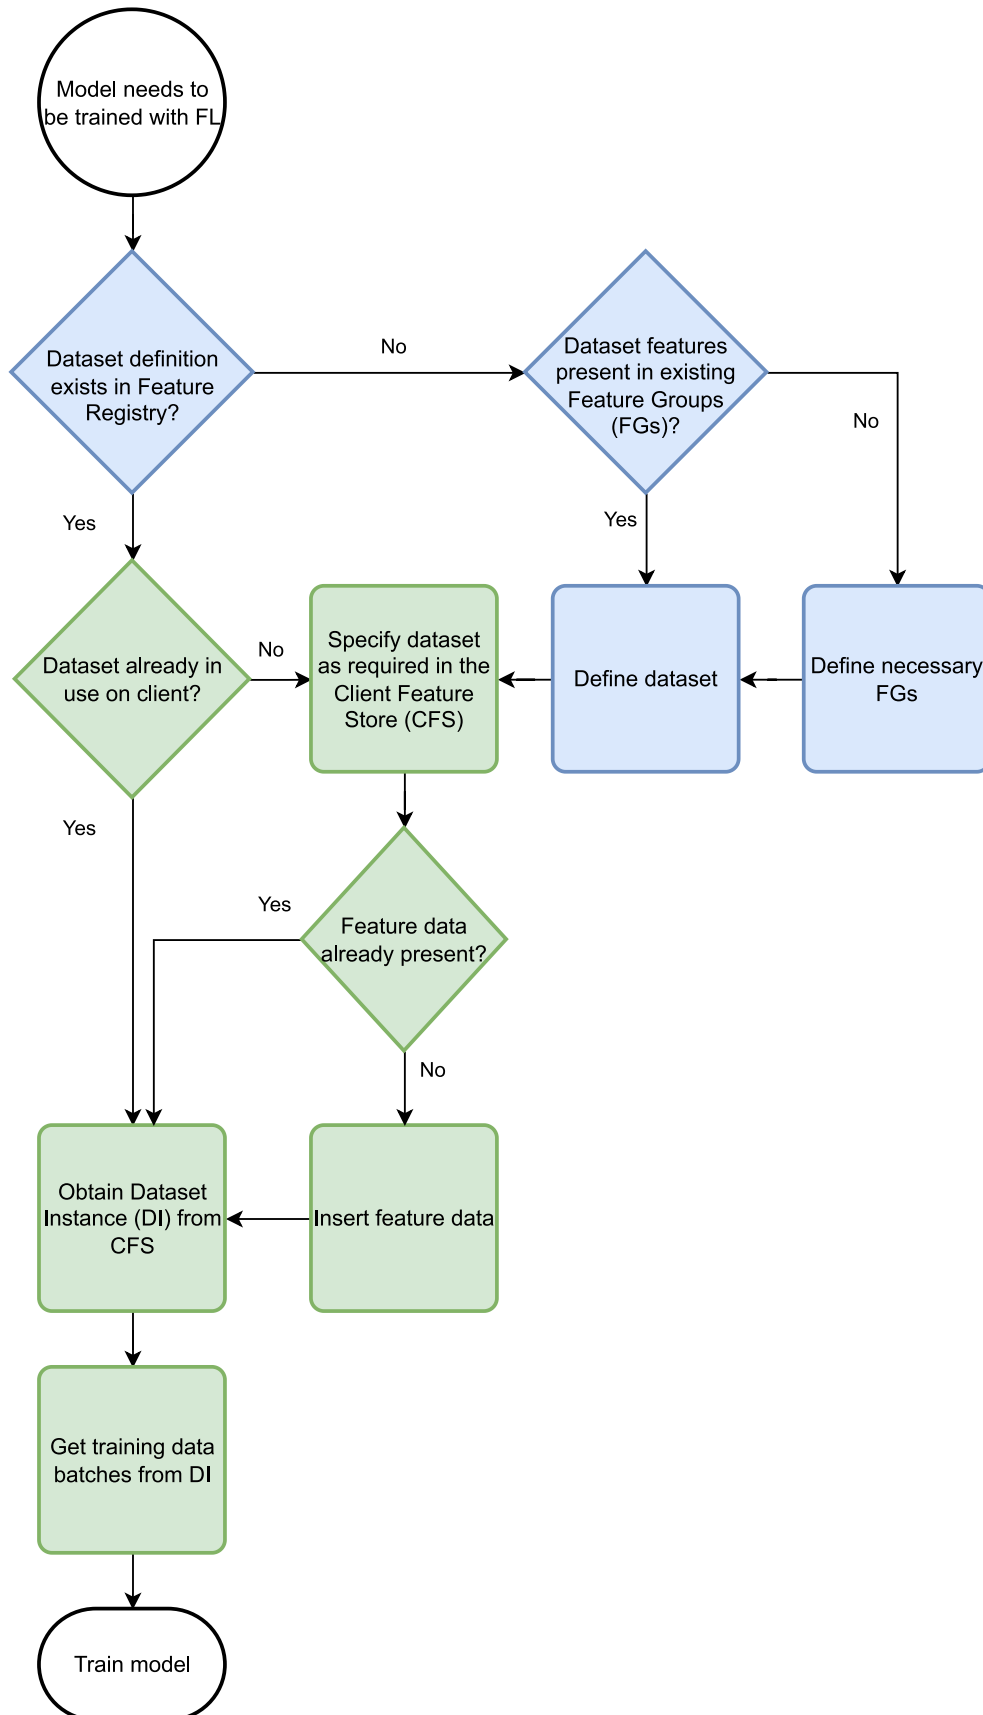 Model needs to
be trained with FL
Dataset definition
exists in Feature
Registry?
No
Dataset features
present in existing
Feature Groups
(FGs)?
No
Yes
Yes
Dataset already in
use on client?
No
Specify dataset
as required in the
Client Feature
Store (CFS)
Define dataset
Define necessary
FGs
Yes
Yes
Feature data
already present?
No
Obtain Dataset
Instance (DI) from
CFS
Insert feature data
Get training data
batches from DI
Train model